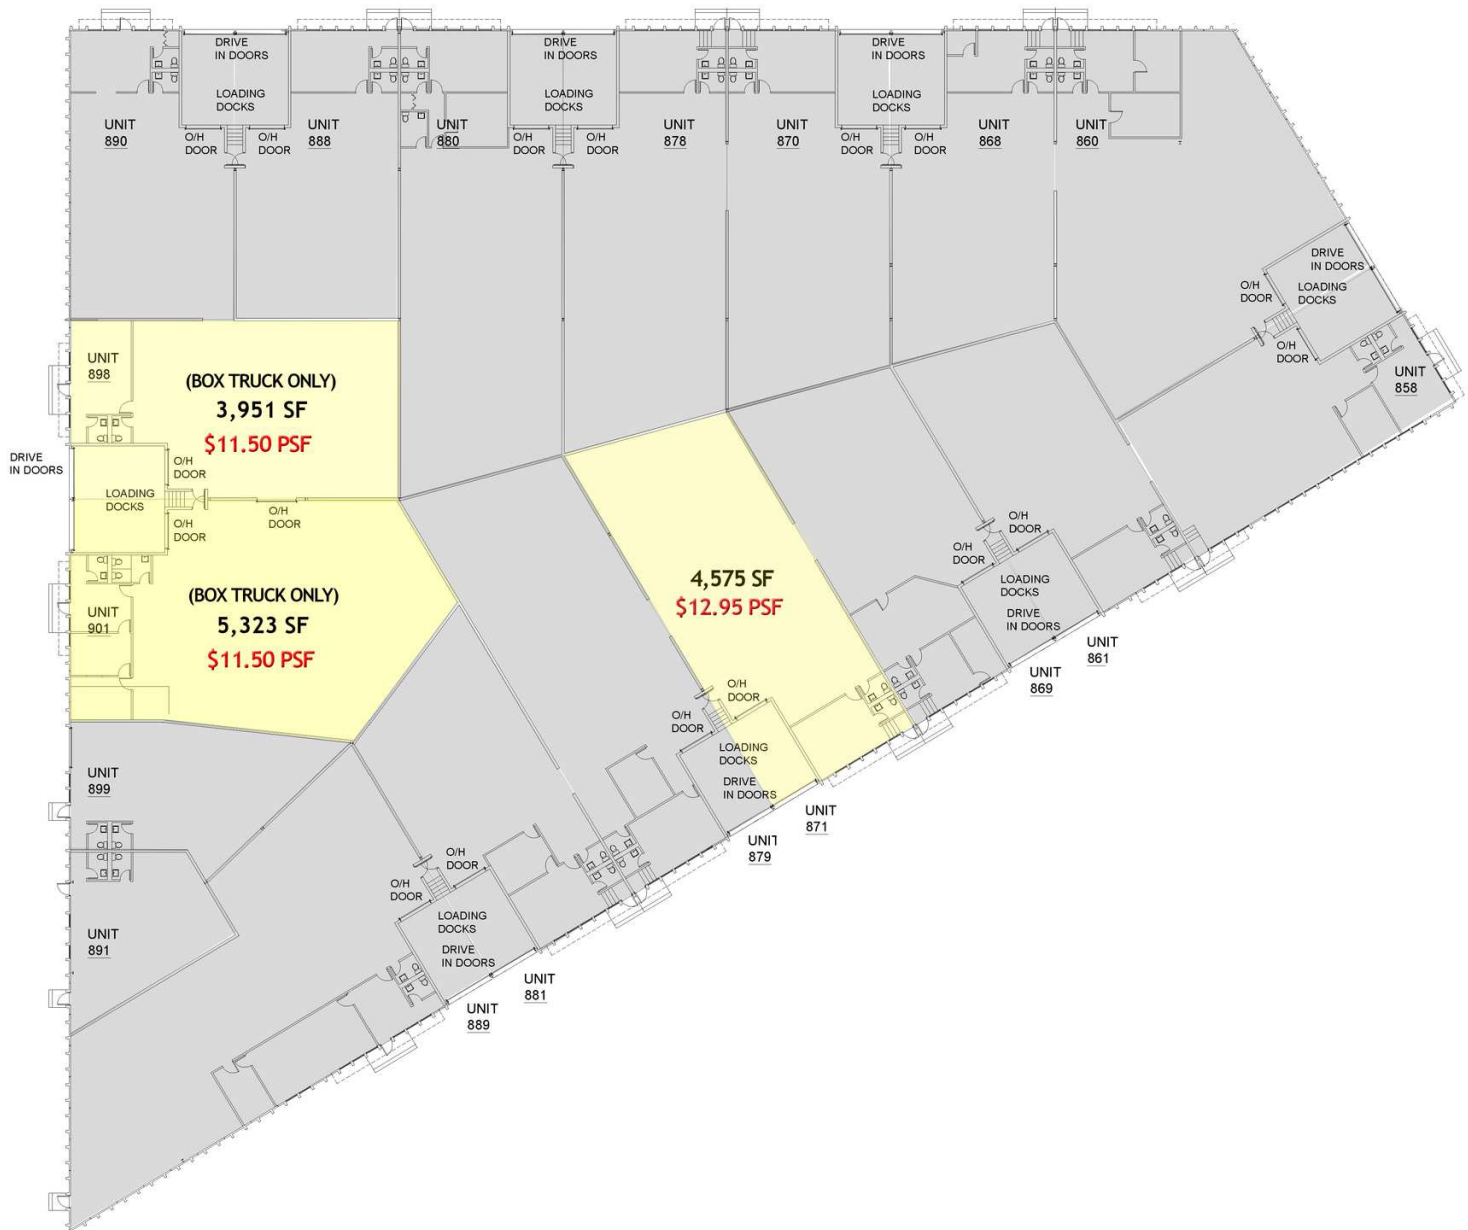 DRIVE
IN DOORS
LOADING
DOCKS
UNIT
890
O/H
DOOR
O/H
DOOR
UNIT
888
UNIT
880
DRIVE
IN DOORS
LOADING
DOCKS
O/H
DOOR
O/H
DOOR
UNIT
878
UNIT
870
DRIVE
IN DOORS
LOADING
DOCKS
O/H
DOOR
O/H
DOOR
UNIT
868
UNIT
860
DRIVE
IN DOORS
LOADING
DOCKS
O/H
DOOR
O/H
DOOR
UNIT
858
UNIT
898
(BOX TRUCK ONLY)
3,951 SF
$11.50 PSF
DRIVE
IN DOORS
O/H
DOOR
LOADING
DOCKS
O/H
DOOR
O/H
DOOR
UNIT
901
(BOX TRUCK ONLY)
5,323 SF
$11.50 PSF
4,575 SF
$12.95 PSF
O/H
DOOR
O/H
DOOR
LOADING
DOCKS
DRIVE
IN DOORS
UNIT
861
UNIT
869
O/H
DOOR
O/H
DOOR
LOADING
DOCKS
DRIVE
IN DOORS
UNIT
871
UNIT
879
UNIT
899
O/H
DOOR
O/H
DOOR
LOADING
DOCKS
DRIVE
IN DOORS
UNIT
891
UNIT
881
UNIT
889